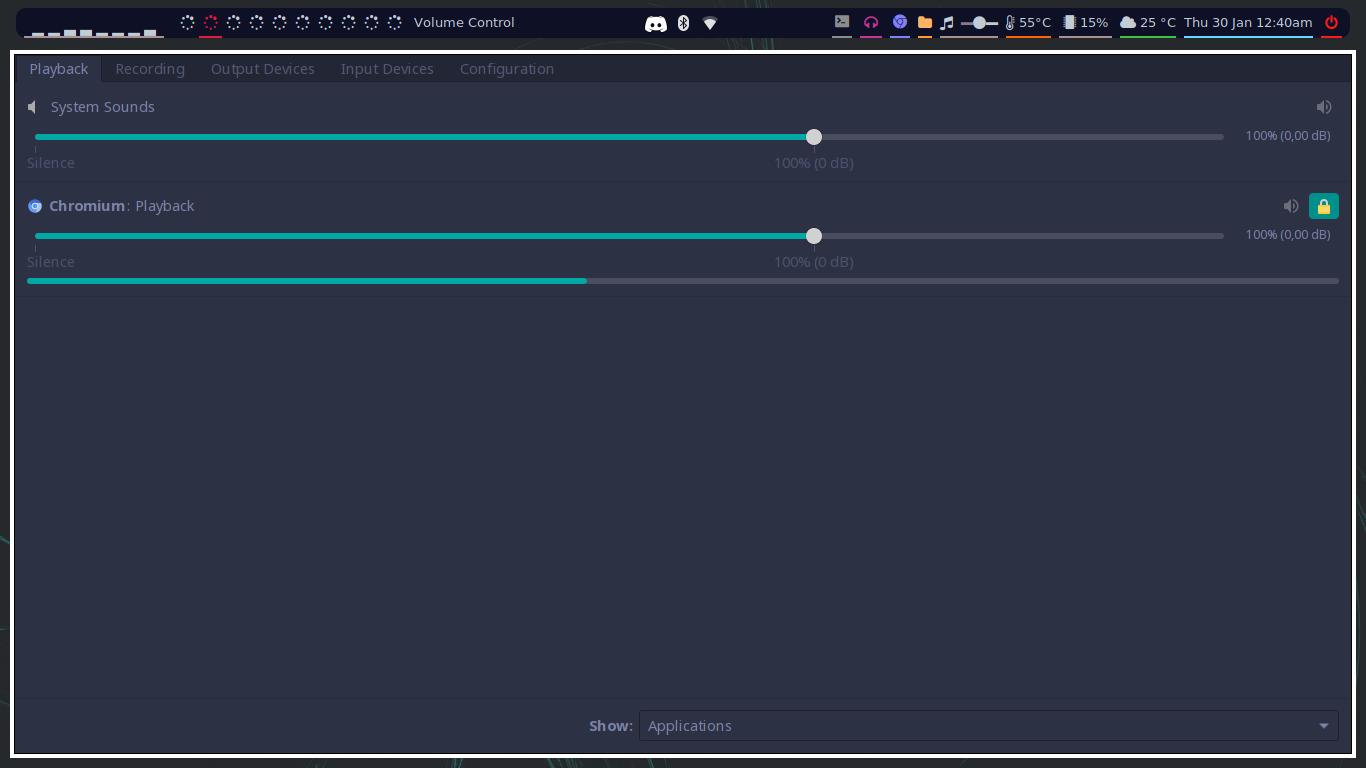 Volume Control 55°C 15% 25 °C Thu 30 Jan 12:40am
Playback Recording Output Devices Input Devices Configuration
System Sounds
100% (0,00 dB)
Silence 100% (0 dB)
Chromium: Playback
100% (0,00 dB)
Silence 100% (0 dB)
Show: Applications